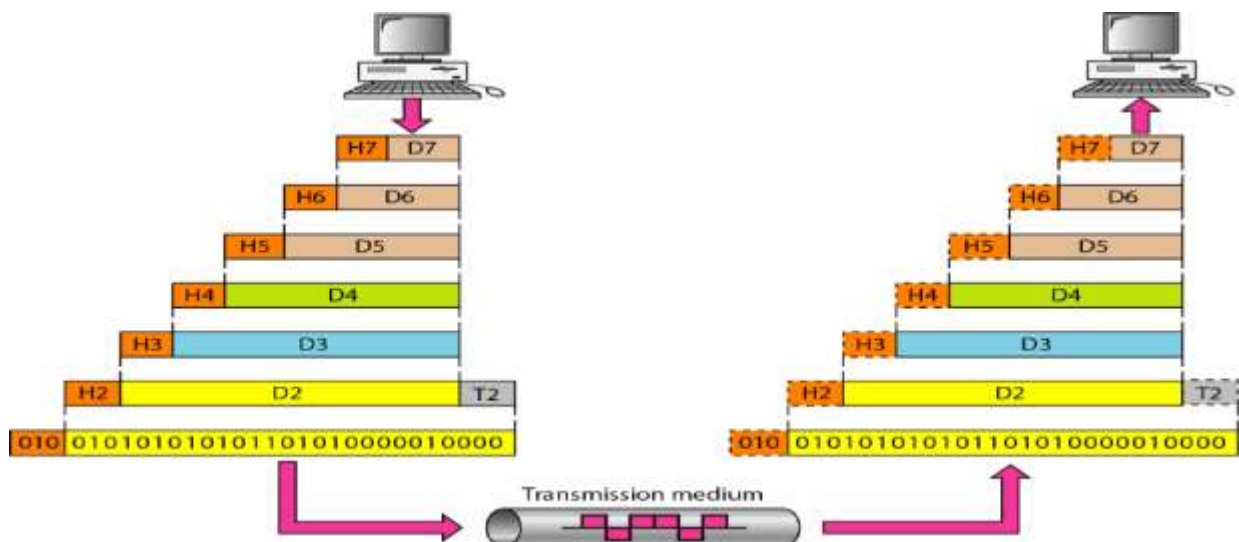 H7 D7 H7 D7
H6 D6 H6 D6
H5 D5 H5 D5
H4 D4 H4 D4
H3 D3 H3 D3
H2 D2 T2 H2 D2 T2
010 010101010101101010000010000 010 010101010101101010000010000
Transmission medium